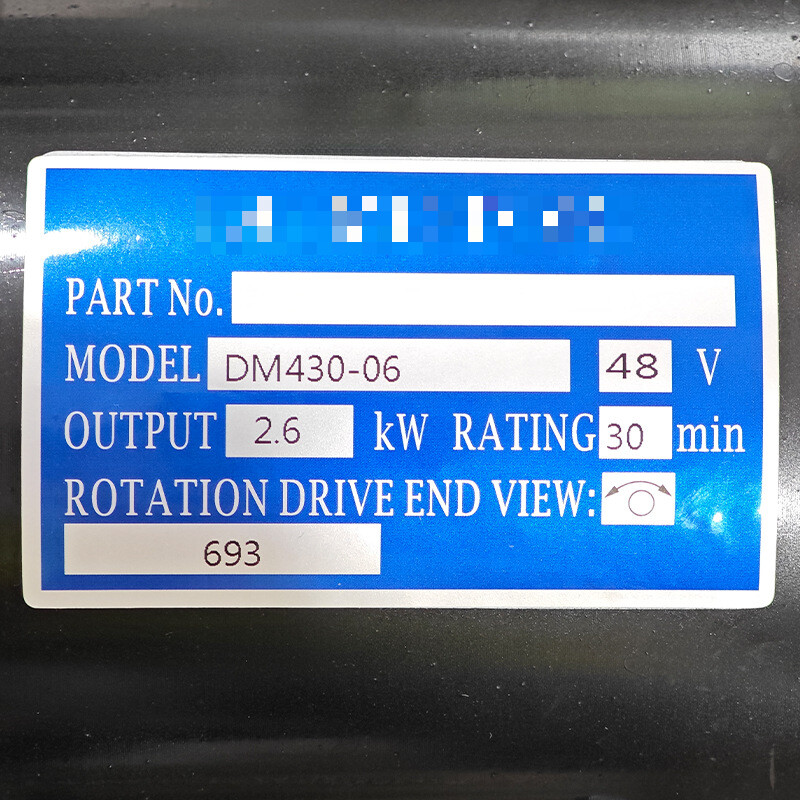 PART No.
MODEL DM430-06 48 V
OUTPUT 2.6 kW RATING 30 min
ROTATION DRIVE END VIEW:
693